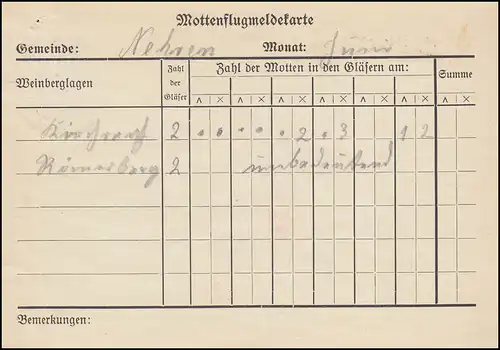 Mottenflugmeldekarte
Gemeinde: Nehren Monat: Juni
Weinberglagen Zahl der Gläser Zahl der Motten in den Gläsern am: Summe
Λ × Λ × Λ × Λ × Λ × Λ × Λ ×
2 • • • • • 2 • 3 1 2
Römerberg 2 unbedeutend
Bemerkungen: